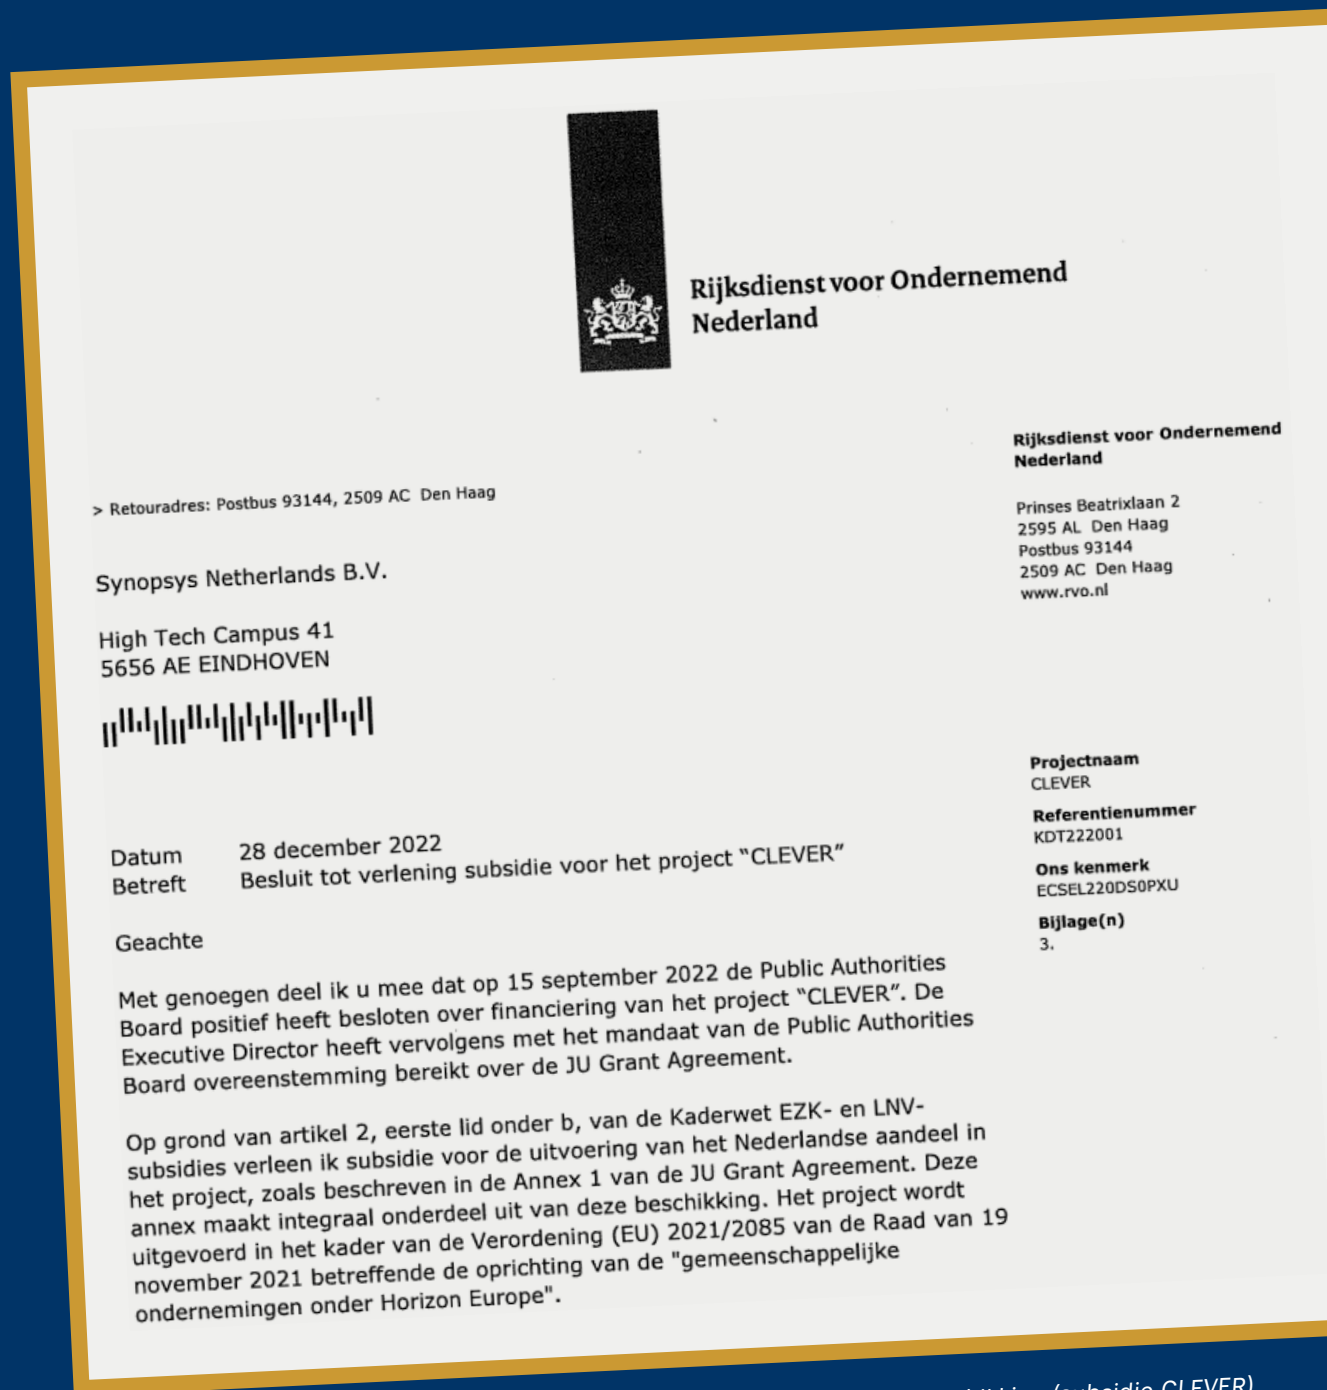 Rijksdienst voor Ondernemend
Nederland
Rijksdienst voor Ondernemend
Nederland
Prinses Beatrixlaan 2
2595 AL Den Haag
Postbus 93144
2509 AC Den Haag
www.rvo.nl
> Retouradres: Postbus 93144, 2509 AC Den Haag
Synopsys Netherlands B.V.
High Tech Campus 41
5656 AE EINDHOVEN
Projectnaam
CLEVER
Referentienummer
KDT222001
Ons kenmerk
ECSEL220DS0PXU
Bijlage(n)
3.
Datum 28 december 2022
Betreft Besluit tot verlening subsidie voor het project “CLEVER”
Geachte
Met genoegen deel ik u mee dat op 15 september 2022 de Public Authorities
Board positief heeft besloten over financiering van het project “CLEVER”. De
Executive Director heeft vervolgens met het mandaat van de Public Authorities
Board overeenstemming bereikt over de JU Grant Agreement.
Op grond van artikel 2, eerste lid onder b, van de Kaderwet EZK- en LNV-
subsidies verleen ik subsidie voor de uitvoering van het Nederlandse aandeel in
het project, zoals beschreven in de Annex 1 van de JU Grant Agreement. Deze
annex maakt integraal onderdeel uit van deze beschikking. Het project wordt
uitgevoerd in het kader van de Verordening (EU) 2021/2085 van de Raad van 19
november 2021 betreffende de oprichting van de "gemeenschappelijke
ondernemingen onder Horizon Europe".
(subsidie CLEVER)